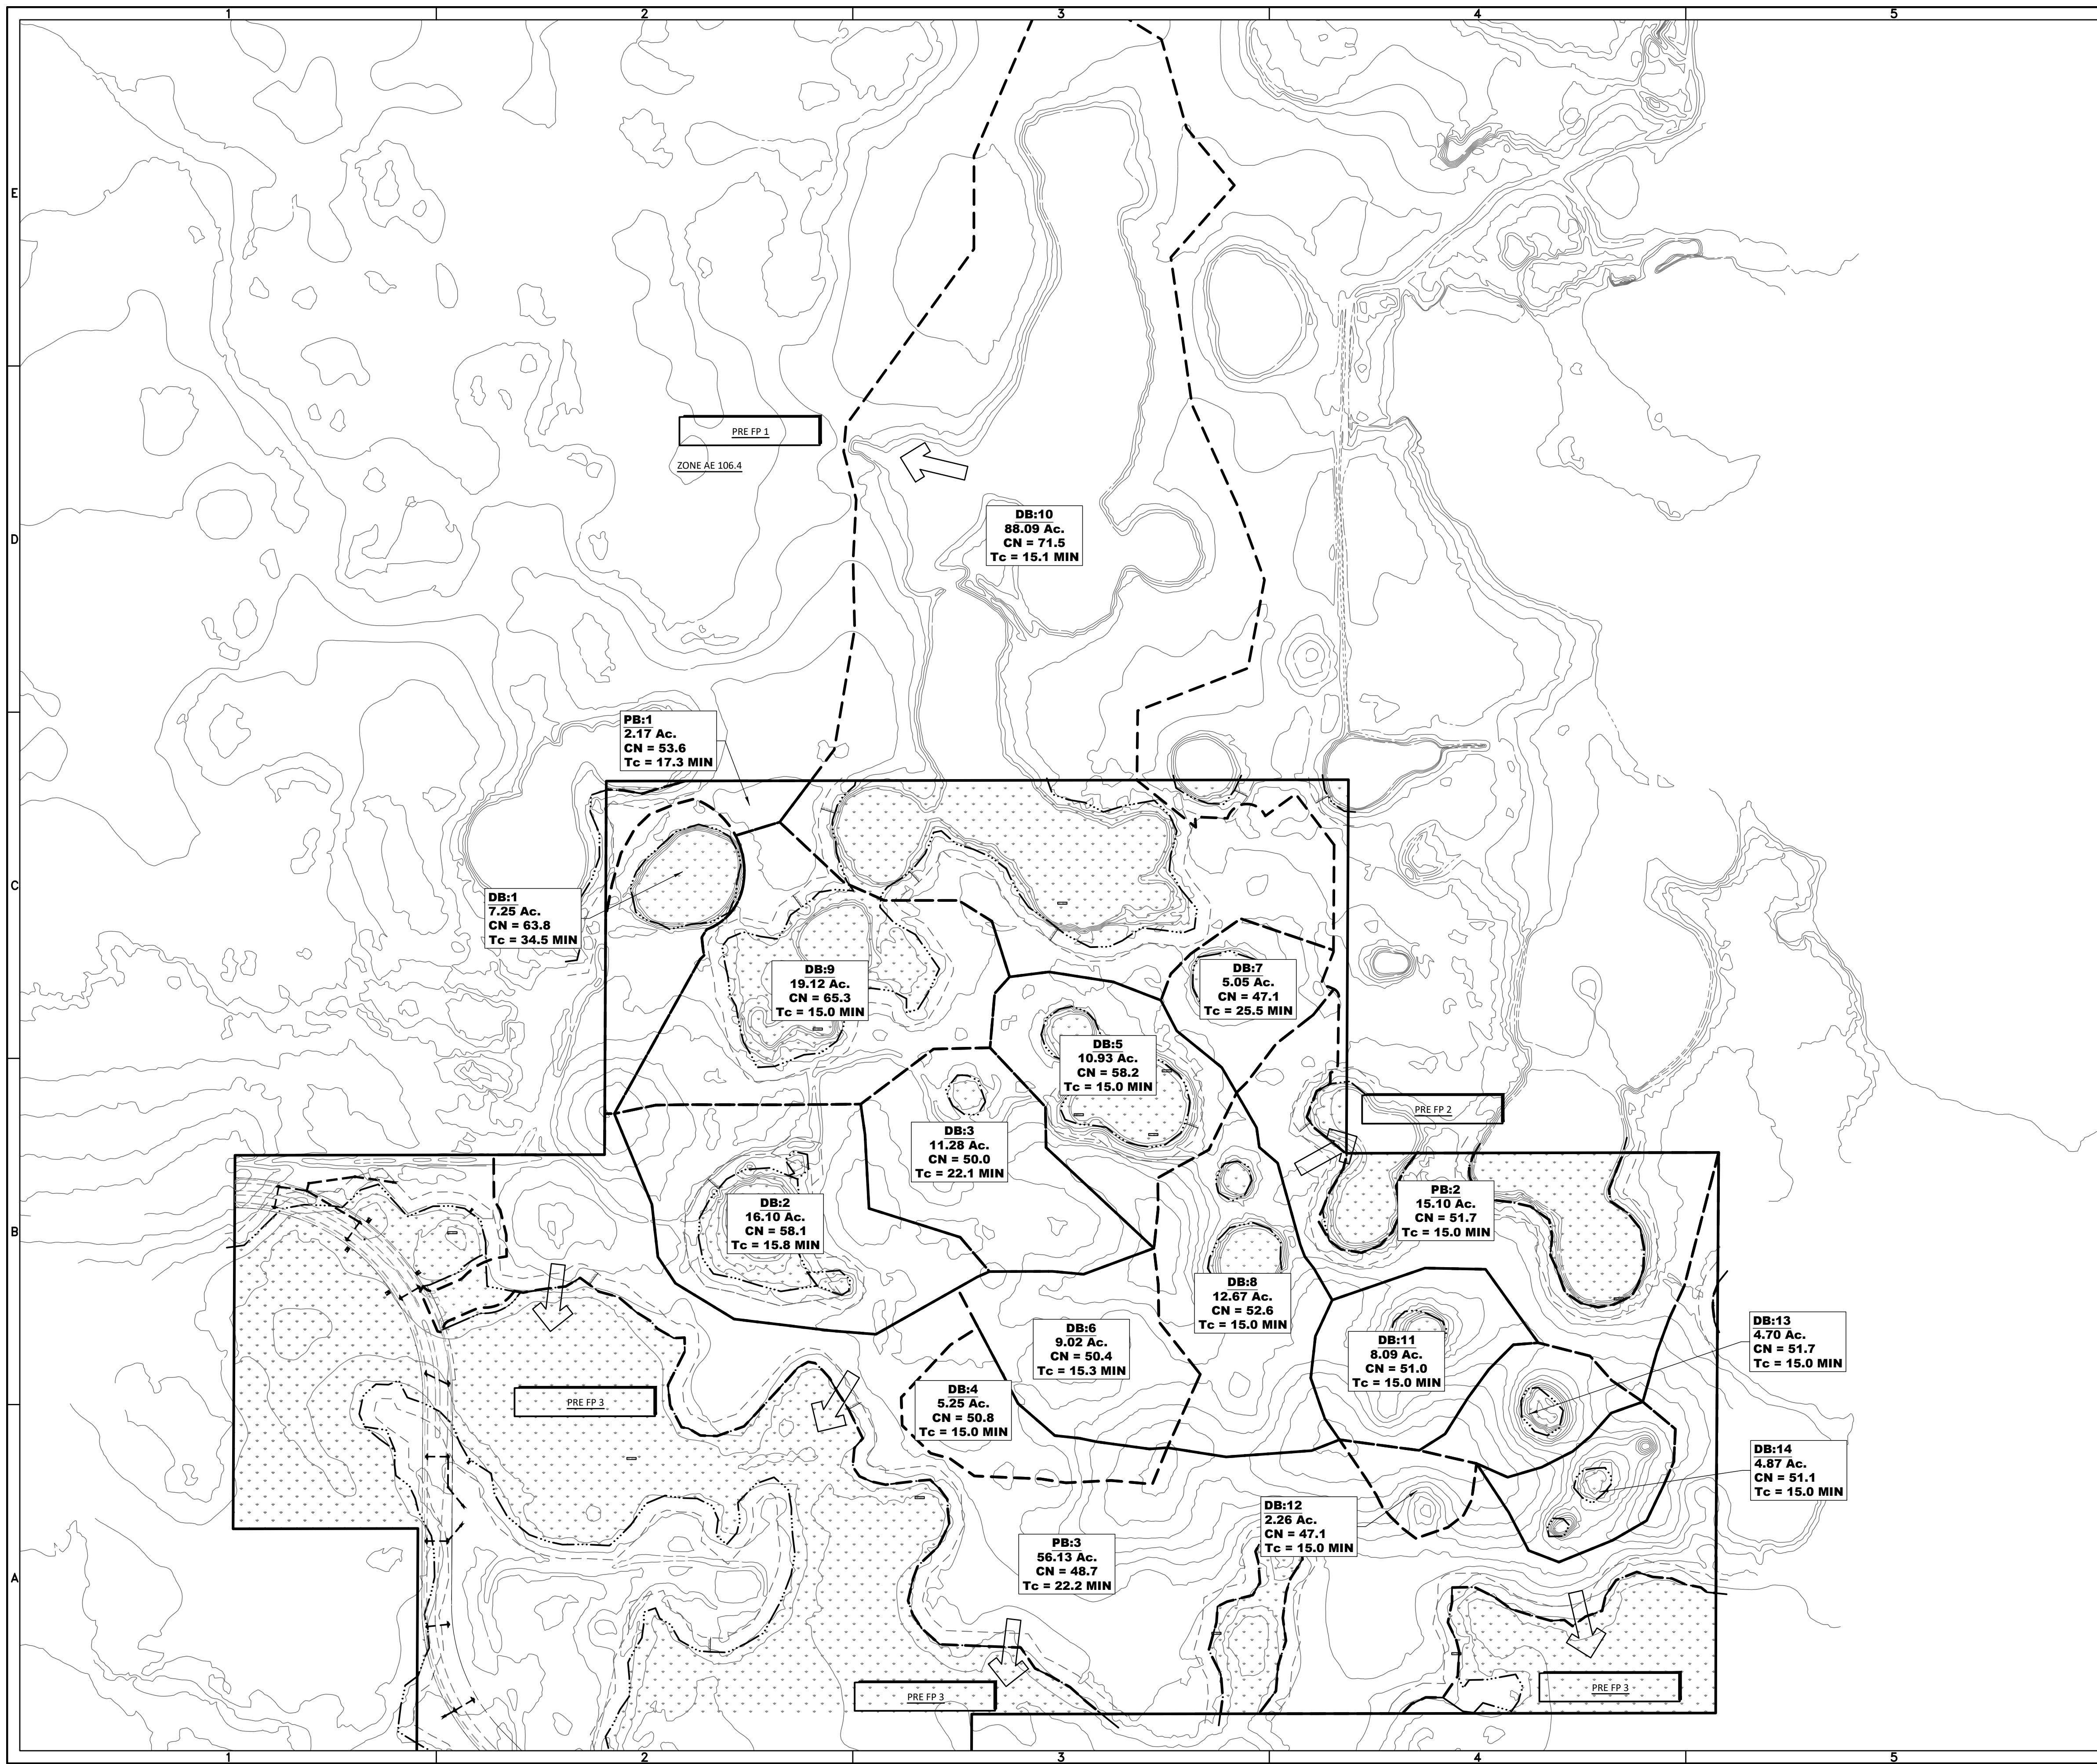 1 2 3 4 5
E
PRE FP 1
ZONE AE 106.4
DB:10
88.09 Ac.
CN = 71.5
Tc = 15.1 MIN
D
PB:1
2.17 Ac.
CN = 53.6
Tc = 17.3 MIN
C
DB:1
7.25 Ac.
CN = 63.8
Tc = 34.5 MIN
DB:9
19.12 Ac.
CN = 65.3
Tc = 15.0 MIN
DB:7
5.05 Ac.
CN = 47.1
Tc = 25.5 MIN
DB:5
10.93 Ac.
CN = 58.2
Tc = 15.0 MIN
PRE FP 2
DB:3
11.28 Ac.
CN = 50.0
Tc = 22.1 MIN
DB:2
16.10 Ac.
CN = 58.1
Tc = 15.8 MIN
PB:2
15.10 Ac.
CN = 51.7
Tc = 15.0 MIN
B
DB:8
12.67 Ac.
CN = 52.6
Tc = 15.0 MIN
DB:6
9.02 Ac.
CN = 50.4
Tc = 15.3 MIN
DB:11
8.09 Ac.
CN = 51.0
Tc = 15.0 MIN
DB:13
4.70 Ac.
CN = 51.7
Tc = 15.0 MIN
PRE FP 3
DB:4
5.25 Ac.
CN = 50.8
Tc = 15.0 MIN
DB:14
4.87 Ac.
CN = 51.1
Tc = 15.0 MIN
DB:12
2.26 Ac.
CN = 47.1
Tc = 15.0 MIN
PB:3
56.13 Ac.
CN = 48.7
Tc = 22.2 MIN
A
PRE FP 3
PRE FP 3
1 2 3 4 5